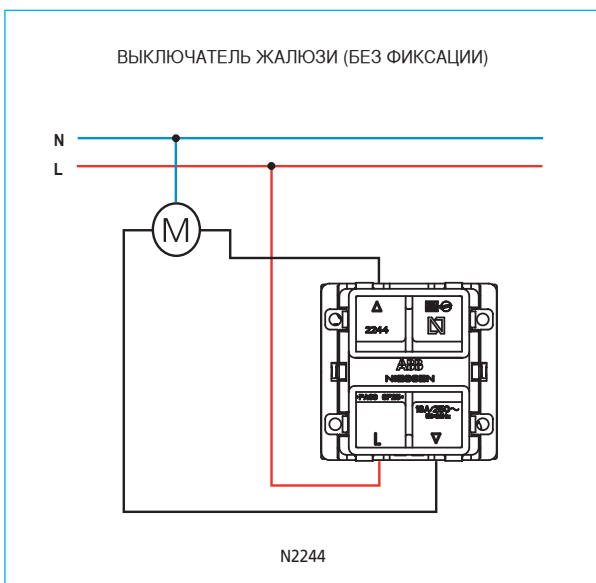 ВЫКЛЮЧАТЕЛЬ ЖАЛЮЗИ (БЕЗ ФИКСАЦИИ)
N
L
M
2244
ABB
NIESSEN
L
N2244